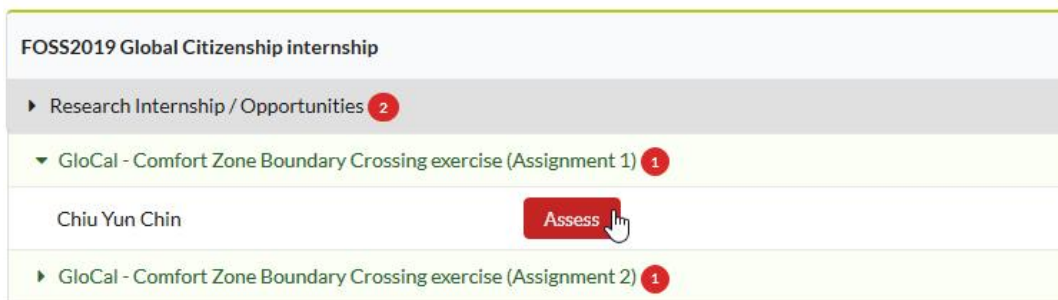 FOSS2019 Global Citizenship internship
Research Internship / Opportunities 2
GloCal - Comfort Zone Boundary Crossing exercise (Assignment 1) 1
Chiu Yun Chin Assess
GloCal - Comfort Zone Boundary Crossing exercise (Assignment 2) 1